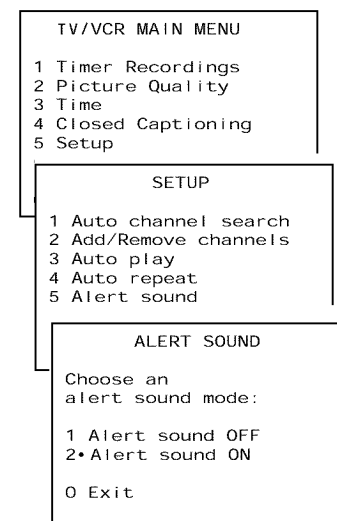 TV/VCR MAIN MENU
1 Timer Recordings
2 Picture Quality
3 Time
4 Closed Captioning
5 Setup
SETUP
1 Auto channel search
2 Add/Remove channels
3 Auto play
4 Auto repeat
5 Alert sound
ALERT SOUND
Choose an
alert sound mode:
1 Alert sound OFF
2•Alert sound ON
0 Exit